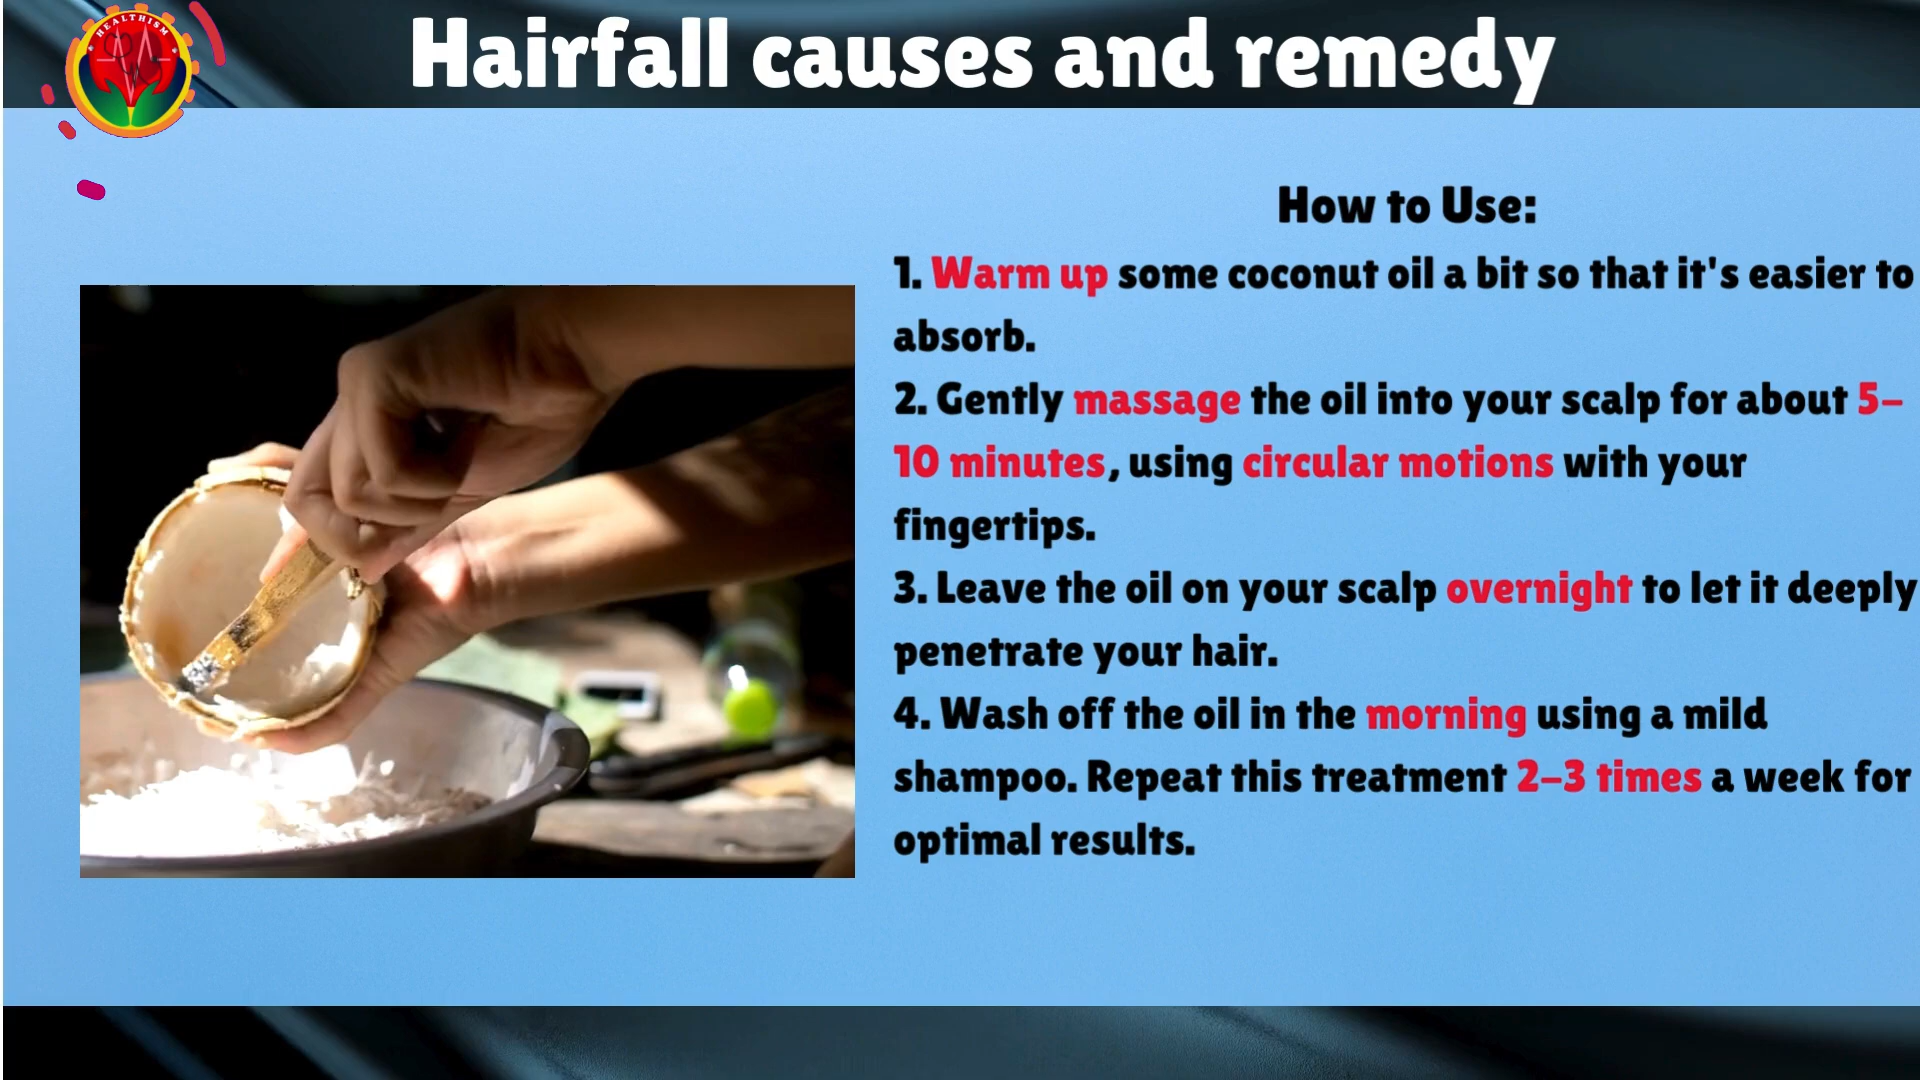 HEALTHISM
Hairfall causes and remedy
How to Use:
1. Warm up some coconut oil a bit so that it's easier to
absorb.
2. Gently massage the oil into your scalp for about 5-
10 minutes, using circular motions with your
fingertips.
3. Leave the oil on your scalp overnight to let it deeply
penetrate your hair.
4. Wash off the oil in the morning using a mild
shampoo. Repeat this treatment 2-3 times a week for
optimal results.